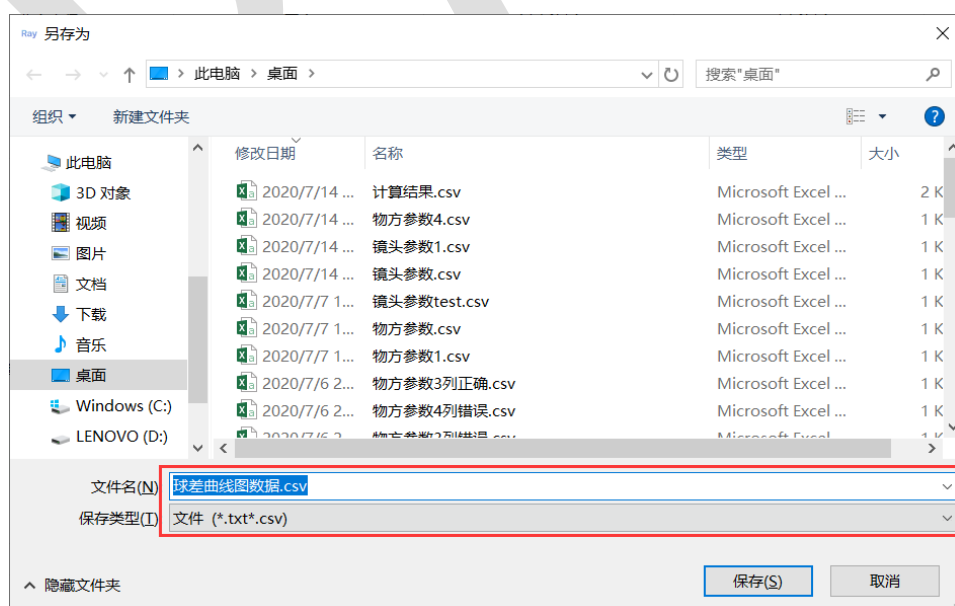 Ray 另存为
此电脑 > 桌面 >
搜索"桌面"
组织
新建文件夹
修改日期 名称 类型 大小
此电脑
3D 对象
视频
图片
文档
下载
音乐
桌面
Windows (C:)
LENOVO (D:)
2020/7/14 ... 计算结果.csv Microsoft Excel ... 2 K
2020/7/14 ... 物方参数4.csv Microsoft Excel ... 1 K
2020/7/14 ... 镜头参数1.csv Microsoft Excel ... 1 K
2020/7/14 ... 镜头参数.csv Microsoft Excel ... 1 K
2020/7/7 1... 镜头参数test.csv Microsoft Excel ... 1 K
2020/7/7 1... 物方参数.csv Microsoft Excel ... 1 K
2020/7/7 1... 物方参数1.csv Microsoft Excel ... 1 K
2020/7/6 2... 物方参数3列正确.csv Microsoft Excel ... 1 K
2020/7/6 2... 物方参数4列错误.csv Microsoft Excel ... 1 K
文件名(N) 球差曲线图数据.csv
保存类型(T) 文件 (*.txt*.csv)
隐藏文件夹
保存(S)
取消